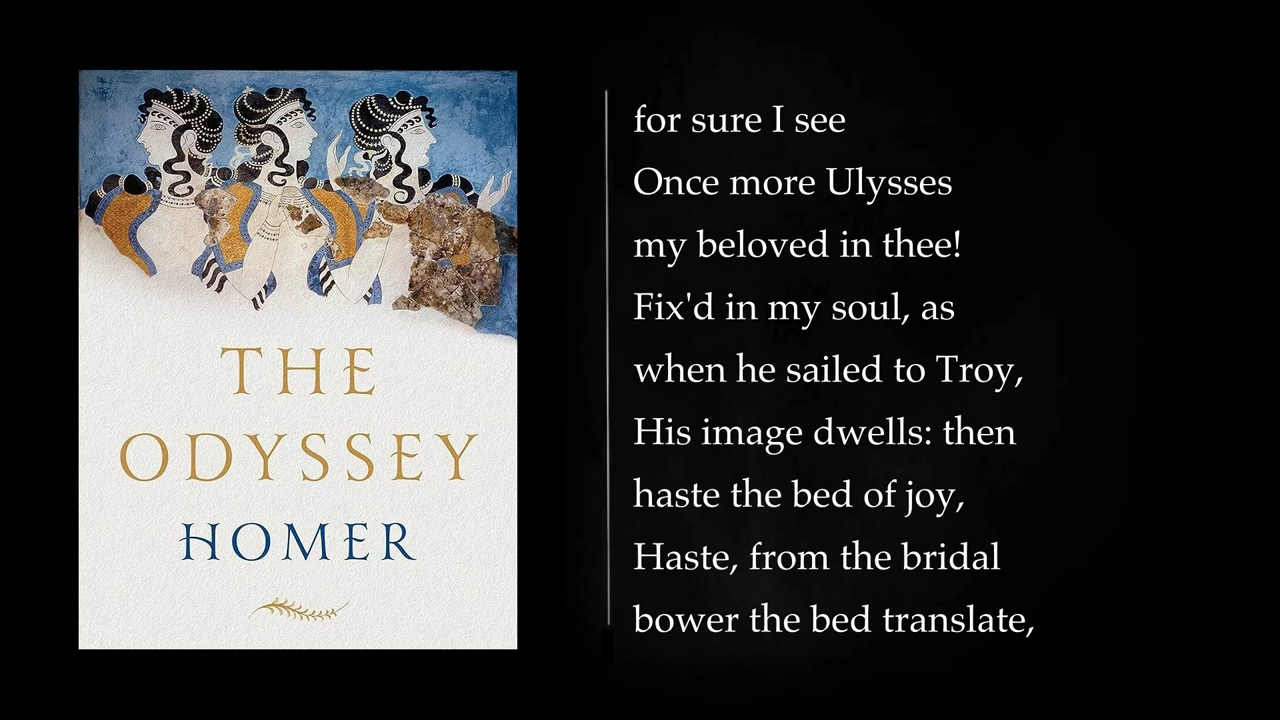 THE
ODYSSEY
HOMER
for sure I see
Once more Ulysses
my beloved in thee!
Fix'd in my soul, as
when he sailed to Troy,
His image dwells: then
haste the bed of joy,
Haste, from the bridal
bower the bed translate,